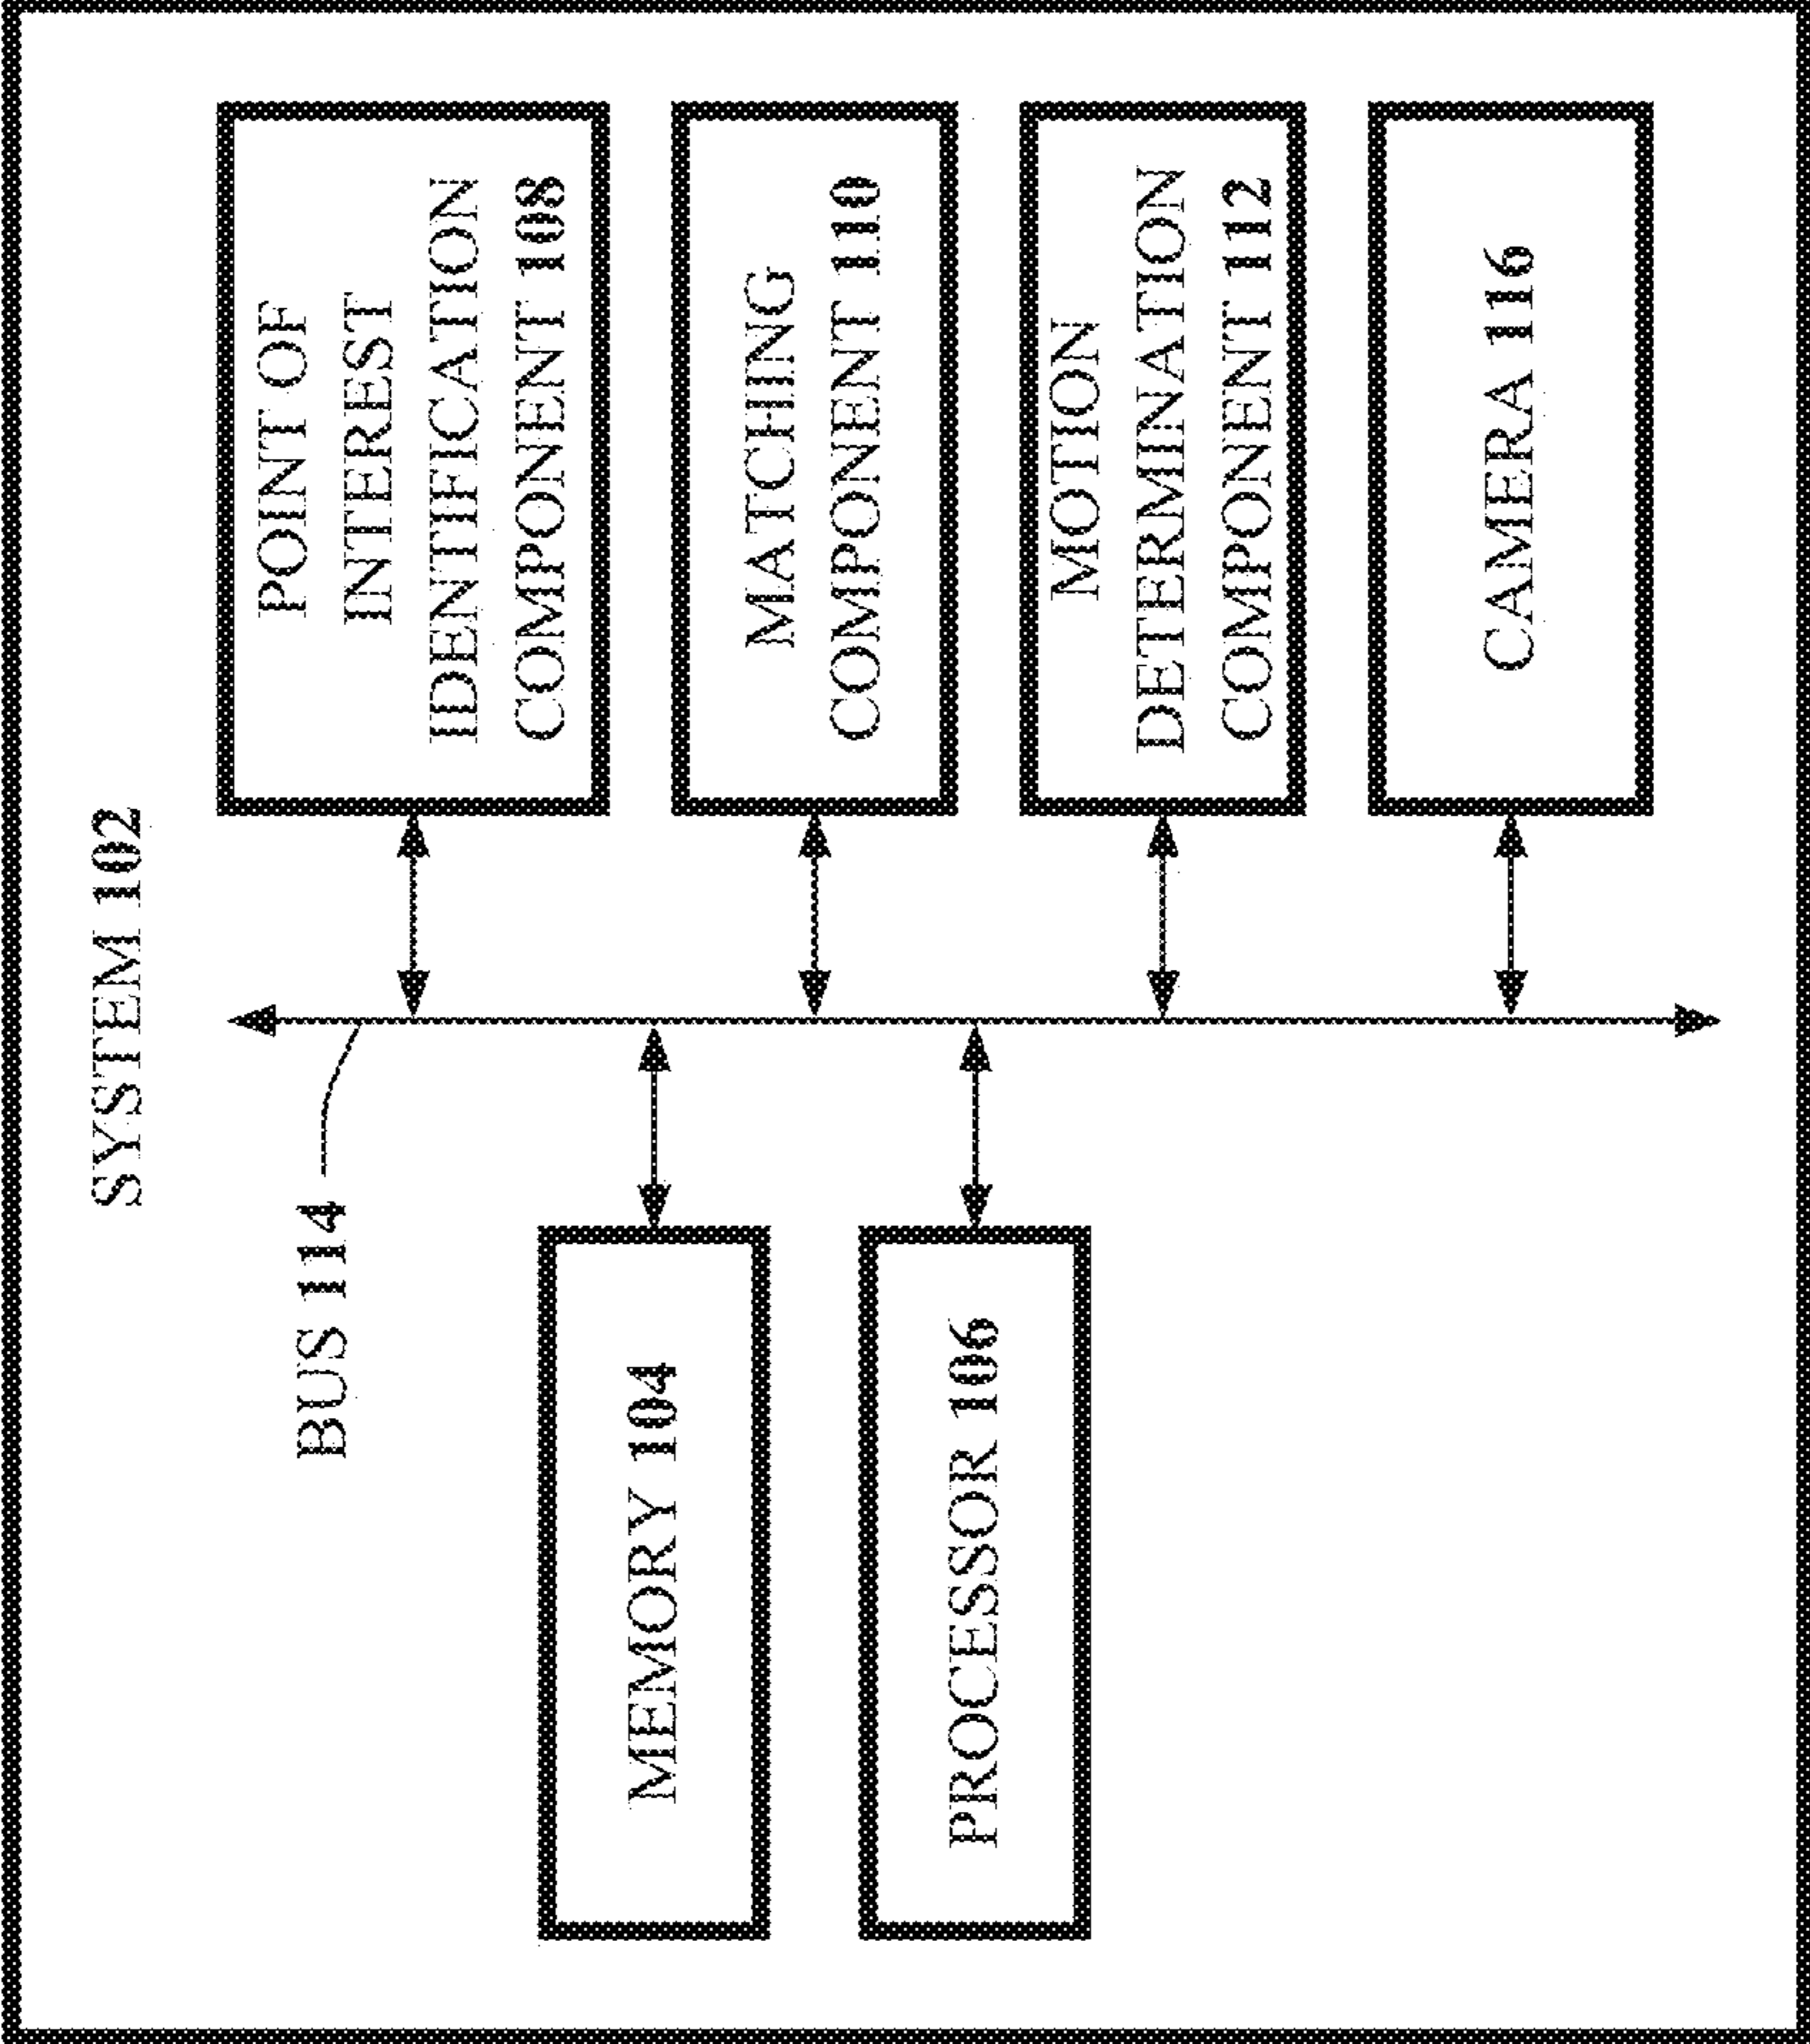 SYSTEM 102
BUS 114
MEMORY 104
PROCESSOR 106
POINT OF
INTEREST
IDENTIFICATION
COMPONENT 108
MATCHING
COMPONENT 110
MOTION
DETERMINATION
COMPONENT 112
CAMERA 116